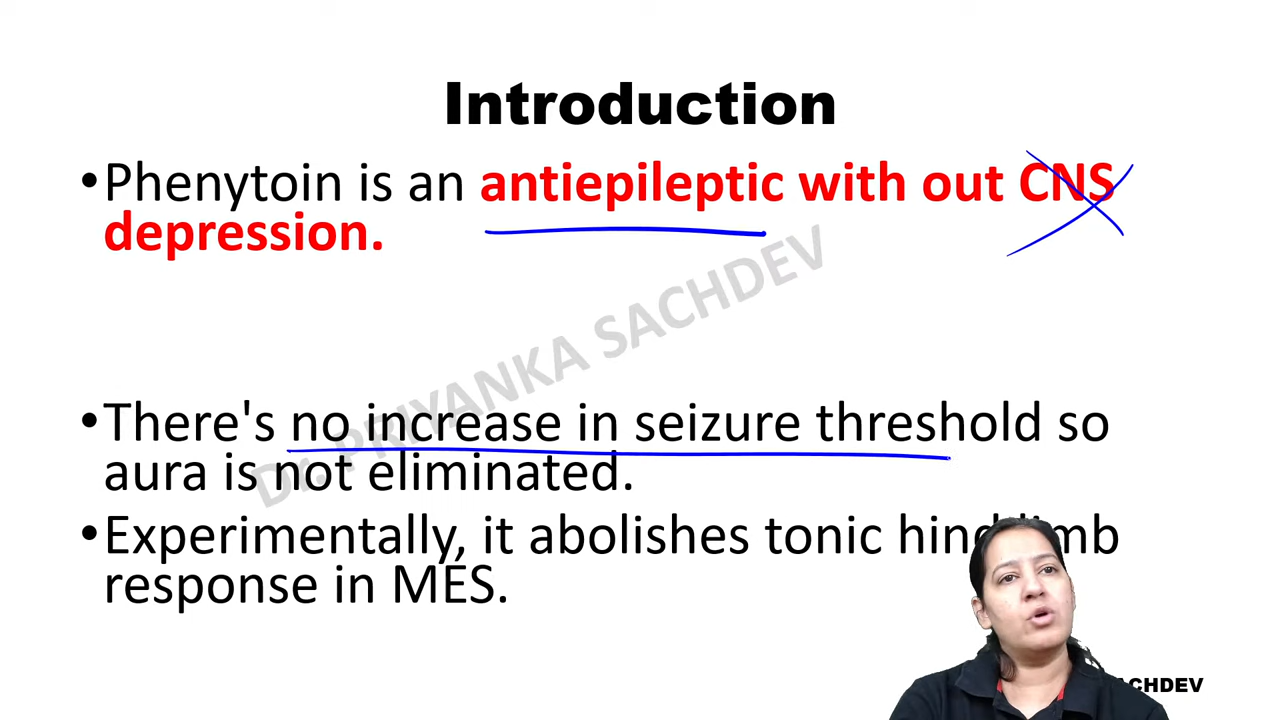 Introduction
•Phenytoin is an antiepileptic with out CNS
depression.
•There's no increase in seizure threshold so
aura is not eliminated.
•Experimentally, it abolishes tonic hind limb
response in MES.
Dr. PRIYANKA SACHDEV
SACHDEV